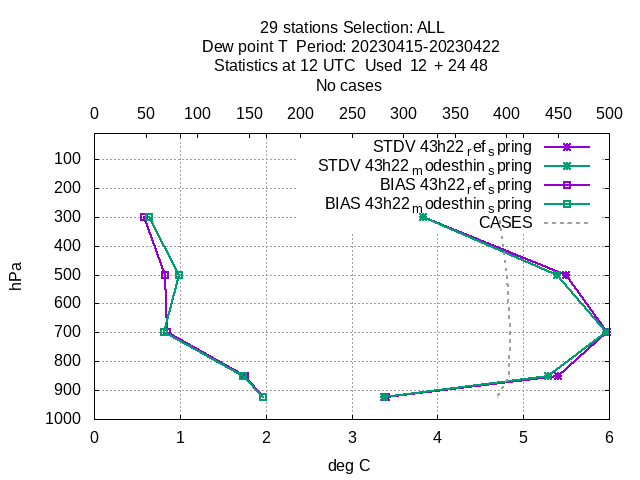 29 stations Selection: ALL
Dew point T  Period: 20230415-20230422
Statistics at 12 UTC  Used  12  + 24 48
No cases
0 50 100 150 200 250 300 350 400 450 500
STDV 43h22_ref_spring
STDV 43h22_modesthin_spring
BIAS 43h22_ref_spring
BIAS 43h22_modesthin_spring
CASES
100
200
300
400
500
600
700
800
900
1000
hPa
0 1 2 3 4 5 6
deg C